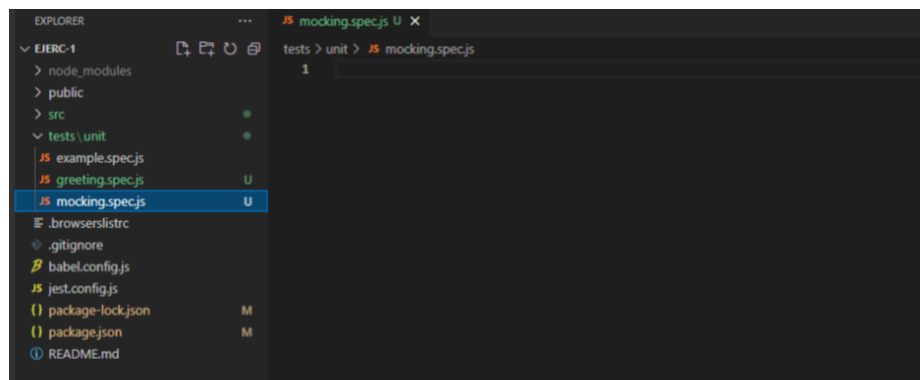 EXPLORER ...
JS mocking.spec.js U ×
EJERC-1
tests > unit > JS mocking.spec.js
1
node_modules
public
src
tests\unit
JS example.spec.js
JS greeting.spec.js U
JS mocking.spec.js U
.browserslistrc
.gitignore
babel.config.js
JS jest.config.js
{} package-lock.json M
{} package.json M
README.md